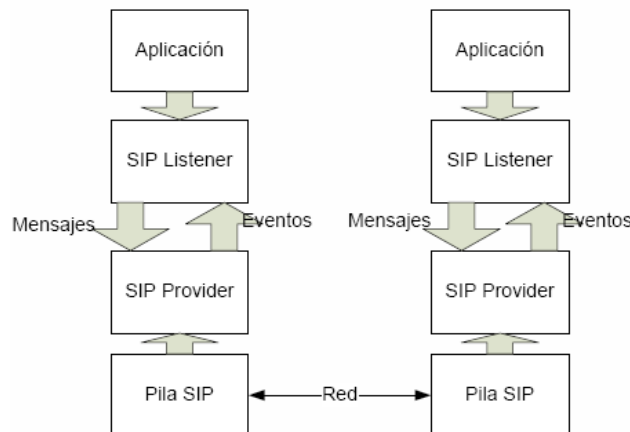 Aplicación
Aplicación
SIP Listener
SIP Listener
Mensajes
Eventos
Mensajes
Eventos
SIP Provider
SIP Provider
Pila SIP
Red
Pila SIP